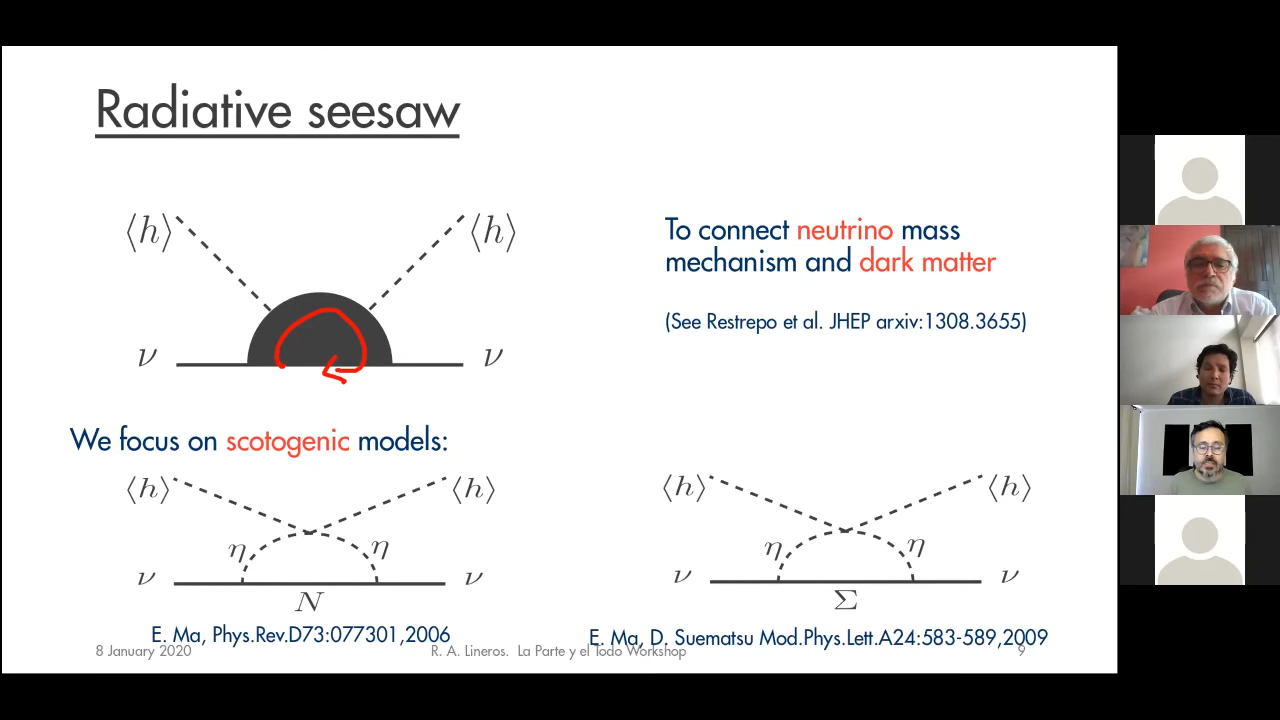 Radiative seesaw
⟨h⟩ ⟨h⟩
ν ν
To connect neutrino mass
mechanism and dark matter
(See Restrepo et al. JHEP arxiv:1308.3655)
We focus on scotogenic models:
⟨h⟩ ⟨h⟩
η η
ν ν
N
E. Ma, Phys.Rev.D73:077301,2006
⟨h⟩ ⟨h⟩
η η
ν ν
Σ
E. Ma, D. Suematsu Mod.Phys.Lett.A24:583-589,2009
8 January 2020
R. A. Lineros. La Parte y el Todo Workshop
9